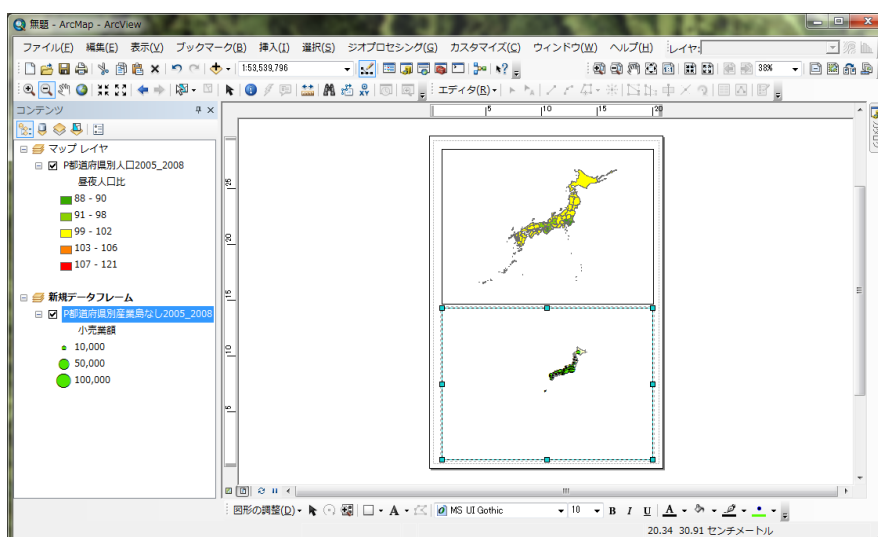 無題 - ArcMap - ArcView
ファイル(F) 編集(E) 表示(V) ブックマーク(B) 挿入(I) 選択(S) ジオプロセシング(G) カスタマイズ(C) ウィンドウ(W) ヘルプ(H) レイヤ:
1:53,539,796 38%
エディタ(R)
コンテンツ
マップ レイヤ
P都道府県別人口2005_2008
昼夜人口比
88 - 90
91 - 98
99 - 102
103 - 106
107 - 121
新規データフレーム
P都道府県別産業島なし2005_2008
小売業額
10,000
50,000
100,000
5 10 15 20
25
20
15
10
5
カタログ
図形の調整(D) A MS UI Gothic 10 B I U A
20.34 30.91 センチメートル